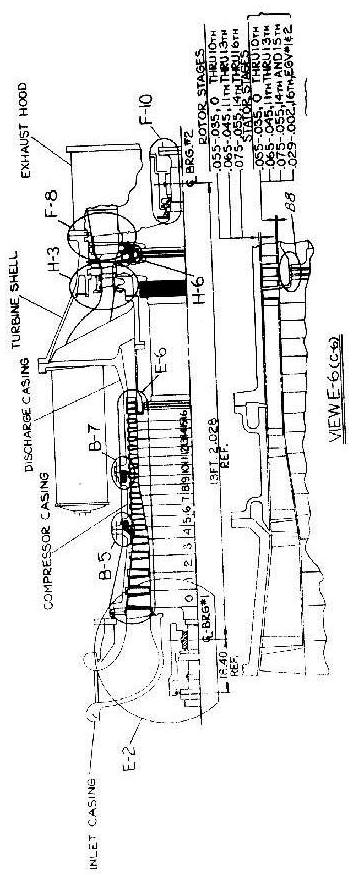 INLET CASING
COMPRESSOR CASING
DISCHARGE CASING
TURBINE SHELL
EXHAUST HOOD
E-2
B-5
B-7
E-6
H-3
F-8
H-6
F-10
0 1 2 3 4 5 6 7 8 9 10 11 12 13 14 15 16
℄ BRG#1
℄ BRG.#2
18.40
REF.
13FT 2.028
REF.
ROTOR STAGES
.055-.035, 0 THRU 10TH
.065-.045, 11TH THRU 13TH
.075-.055, 14TH THRU 16TH
STATOR STAGES
.055-.035, 0 THRU 10TH
.065-.045, 11TH THRU 13TH
.075-.055, 14TH AND 15TH
.029-.002, 16TH, EGV #1 & 2
88
VIEW E-6 (C-6)